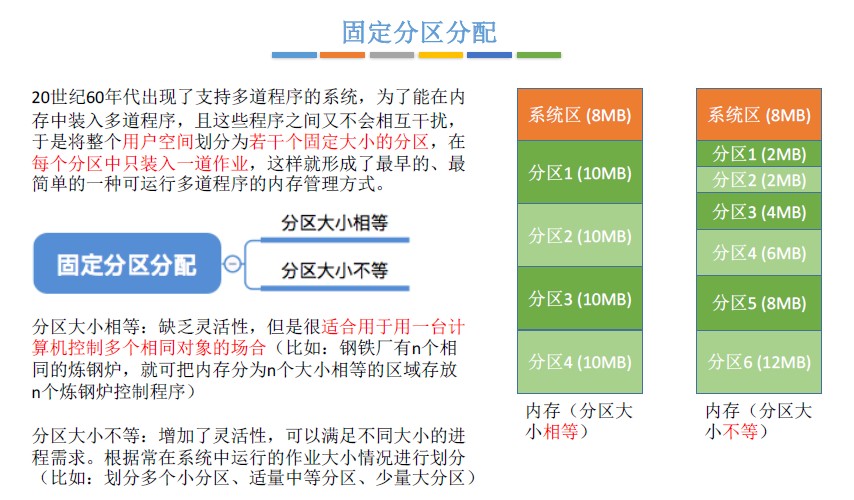 固定分区分配
20世纪60年代出现了支持多道程序的系统，为了能在内
存中装入多道程序，且这些程序之间又不会相互干扰，
于是将整个用户空间划分为若干个固定大小的分区，在
每个分区中只装入一道作业，这样就形成了最早的、最
简单的一种可运行多道程序的内存管理方式。
固定分区分配
分区大小相等
分区大小不等
分区大小相等：缺乏灵活性，但是很适合用于用一台计
算机控制多个相同对象的场合（比如：钢铁厂有n个相
同的炼钢炉，就可把内存分为n个大小相等的区域存放
n个炼钢炉控制程序）
分区大小不等：增加了灵活性，可以满足不同大小的进
程需求。根据常在系统中运行的作业大小情况进行划分
（比如：划分多个小分区、适量中等分区、少量大分区）
系统区 (8MB)
分区1 (10MB)
分区2 (10MB)
分区3 (10MB)
分区4 (10MB)
内存（分区大
小相等）
系统区 (8MB)
分区1 (2MB)
分区2 (2MB)
分区3 (4MB)
分区4 (6MB)
分区5 (8MB)
分区6 (12MB)
内存（分区大
小不等）